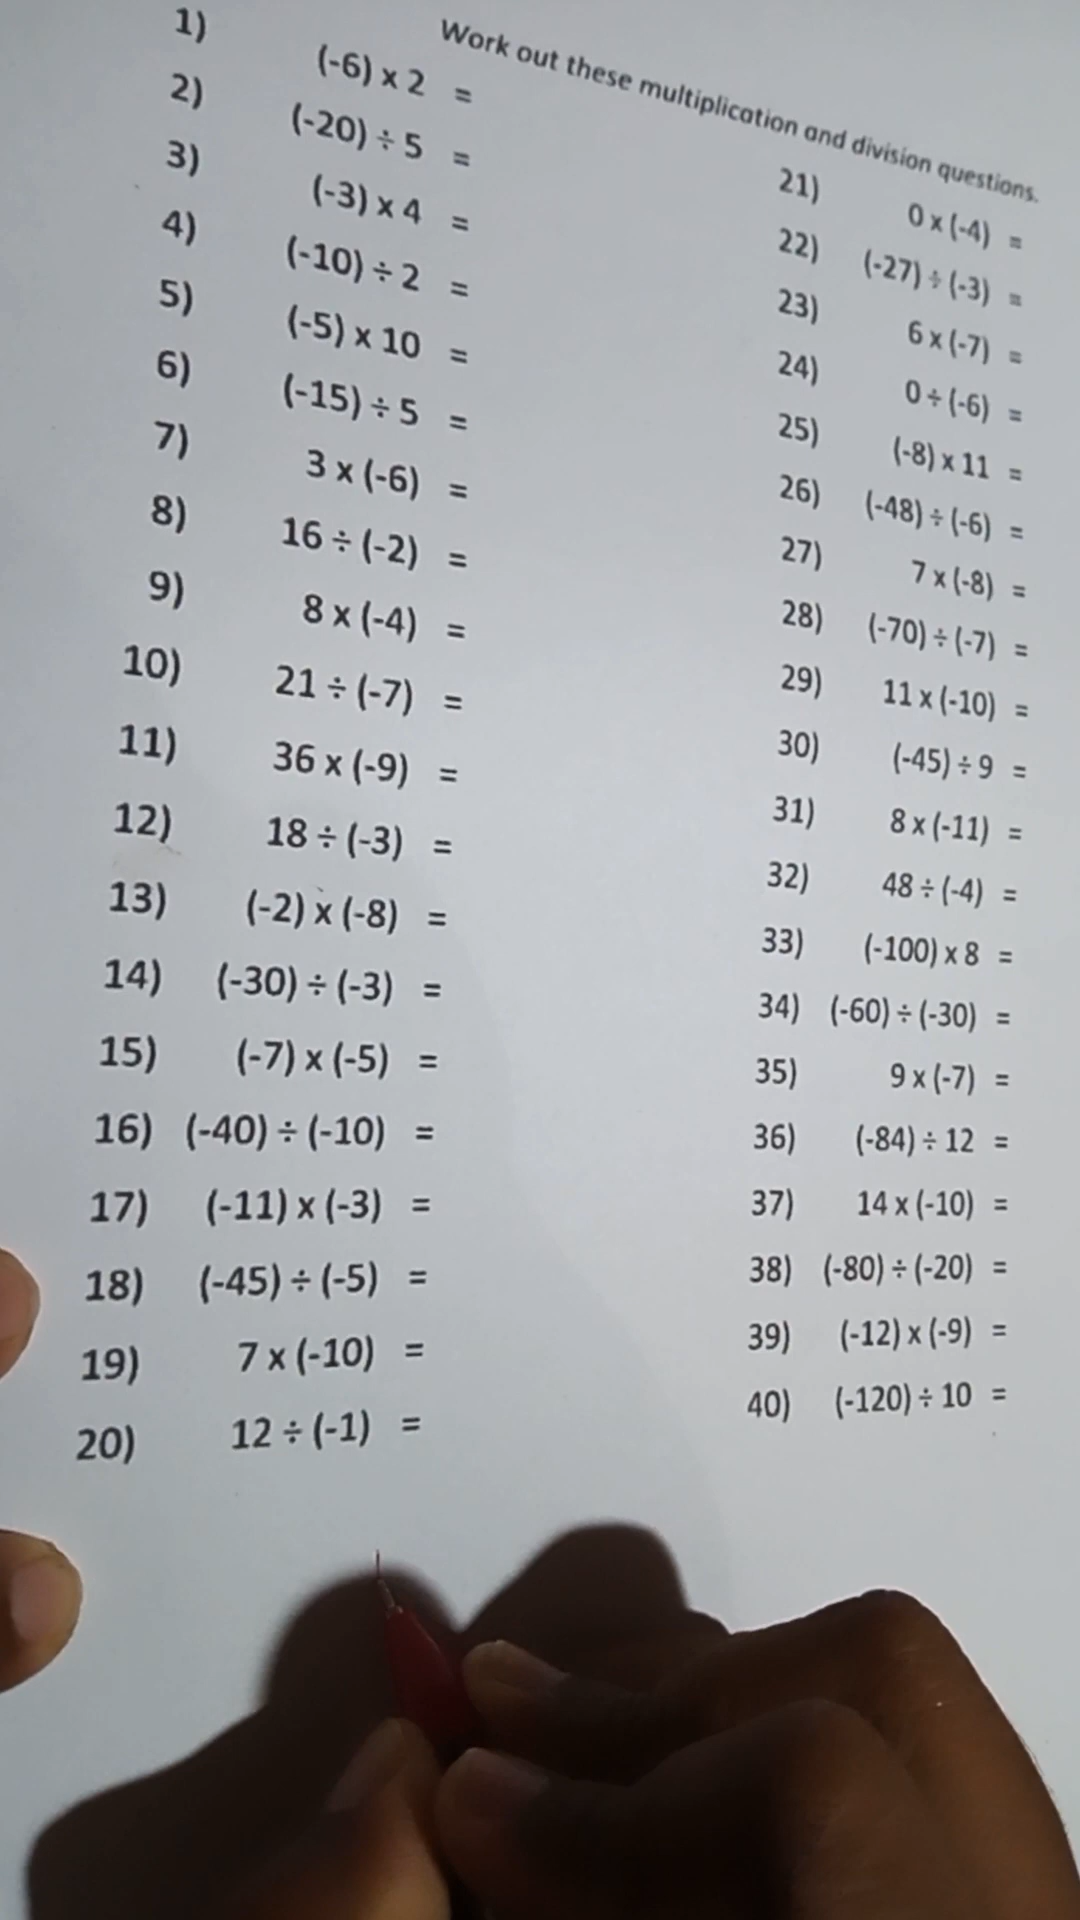 Work out these multiplication and division questions.
1) (-6) x 2 =
2) (-20) ÷ 5 =
3) (-3) x 4 =
4) (-10) ÷ 2 =
5) (-5) x 10 =
6) (-15) ÷ 5 =
7) 3 x (-6) =
8) 16 ÷ (-2) =
9) 8 x (-4) =
10) 21 ÷ (-7) =
11) 36 x (-9) =
12) 18 ÷ (-3) =
13) (-2) x (-8) =
14) (-30) ÷ (-3) =
15) (-7) x (-5) =
16) (-40) ÷ (-10) =
17) (-11) x (-3) =
18) (-45) ÷ (-5) =
19) 7 x (-10) =
20) 12 ÷ (-1) =
21) 0 x (-4) =
22) (-27) ÷ (-3) =
23) 6 x (-7) =
24) 0 ÷ (-6) =
25) (-8) x 11 =
26) (-48) ÷ (-6) =
27) 7 x (-8) =
28) (-70) ÷ (-7) =
29) 11 x (-10) =
30) (-45) ÷ 9 =
31) 8 x (-11) =
32) 48 ÷ (-4) =
33) (-100) x 8 =
34) (-60) ÷ (-30) =
35) 9 x (-7) =
36) (-84) ÷ 12 =
37) 14 x (-10) =
38) (-80) ÷ (-20) =
39) (-12) x (-9) =
40) (-120) ÷ 10 =